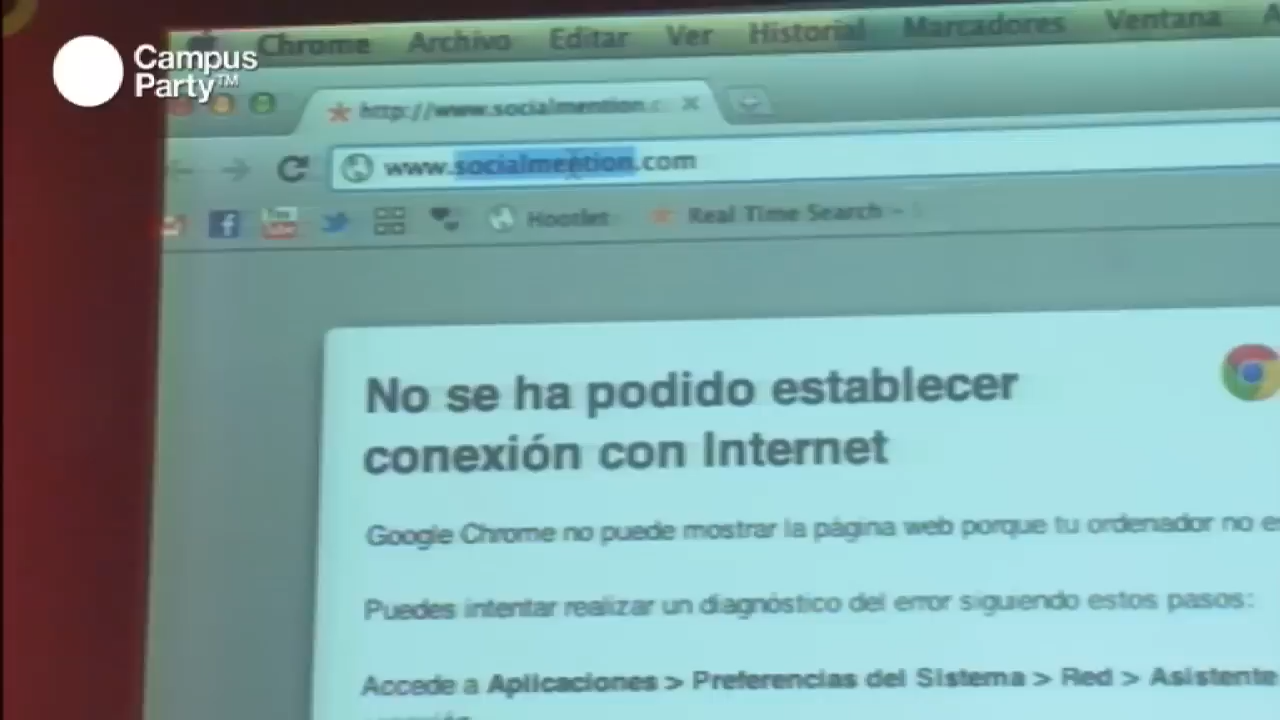 Campus
Party™
Chrome Archivo Editar Ver Historial Marcadores Ventana
http://www.socialmention.c
www.socialmention.com
Hootlet Real Time Search -
No se ha podido establecer
conexión con Internet
Google Chrome no puede mostrar la página web porque tu ordenador no
Puedes intentar realizar un diagnóstico del error siguiendo estos pasos:
Accede a Aplicaciones > Preferencias del Sistema > Red > Asistente